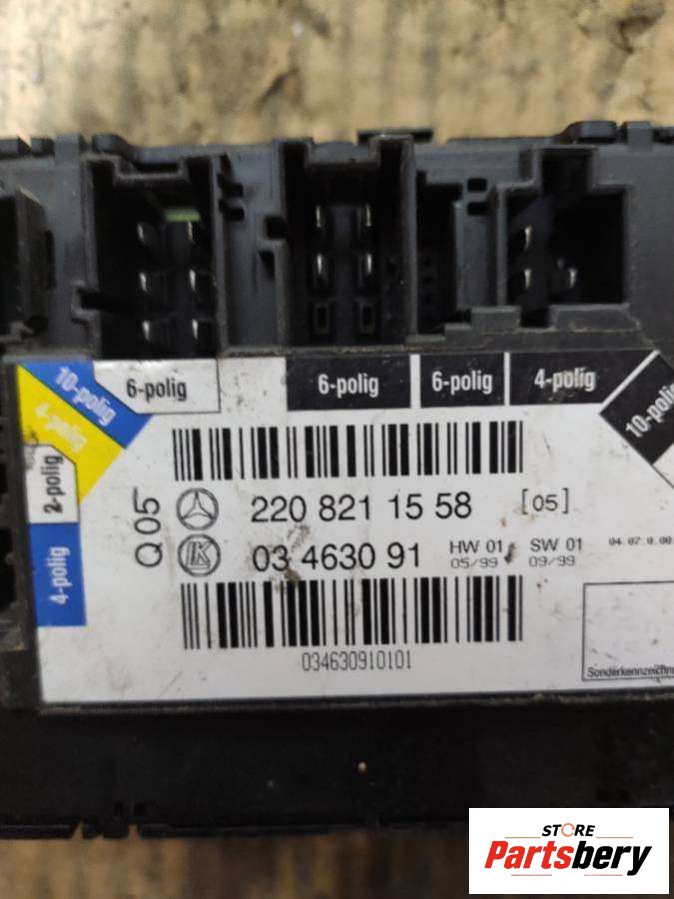 10-polig
6-polig
6-polig
6-polig
4-polig
10-polig
4-polig
2-polig
4-polig
Q05
220 821 15 58 [05]
K
03 4630 91
HW 01 SW 01
05/99 09/99
034630910101
STORE
Partsbery